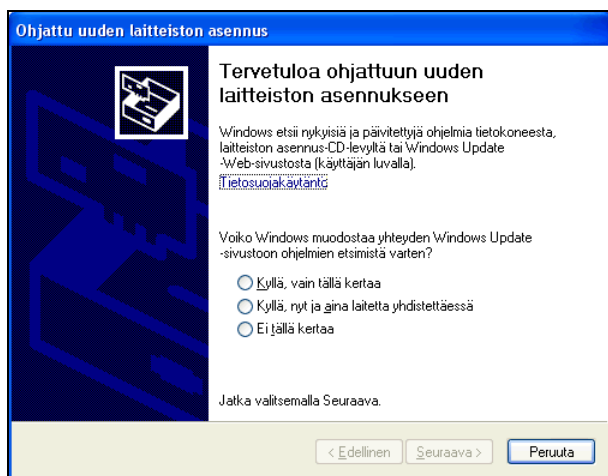 Ohjattu uuden laitteiston asennus
Tervetuloa ohjattuun uuden
laitteiston asennukseen
Windows etsii nykyisiä ja päivitettyjä ohjelmia tietokoneesta,
laitteiston asennus-CD-levyltä tai Windows Update
-Web-sivustosta (käyttäjän luvalla).
Tietosuojakäytäntö
Voiko Windows muodostaa yhteyden Windows Update
-sivustoon ohjelmien etsimistä varten?
Kyllä, vain tällä kertaa
Kyllä, nyt ja aina laitetta yhdistettäessä
Ei tällä kertaa
Jatka valitsemalla Seuraava.
< Edellinen Seuraava > Peruuta